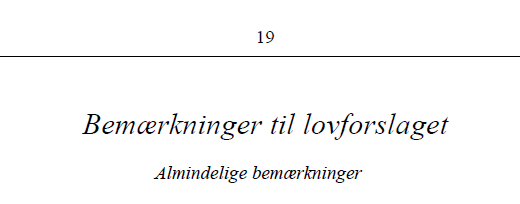 19
Bemærkninger til lovforslaget
Almindelige bemærkninger